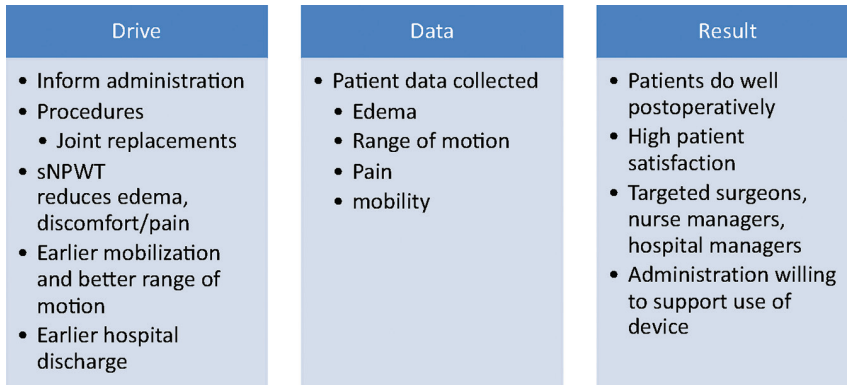 Drive
• Inform administration
• Procedures
• Joint replacements
• sNPWT
reduces edema,
discomfort/pain
• Earlier mobilization
and better range of
motion
• Earlier hospital
discharge
Data
• Patient data collected
• Edema
• Range of motion
• Pain
• mobility
Result
• Patients do well
postoperatively
• High patient
satisfaction
• Targeted surgeons,
nurse managers,
hospital managers
• Administration willing
to support use of
device